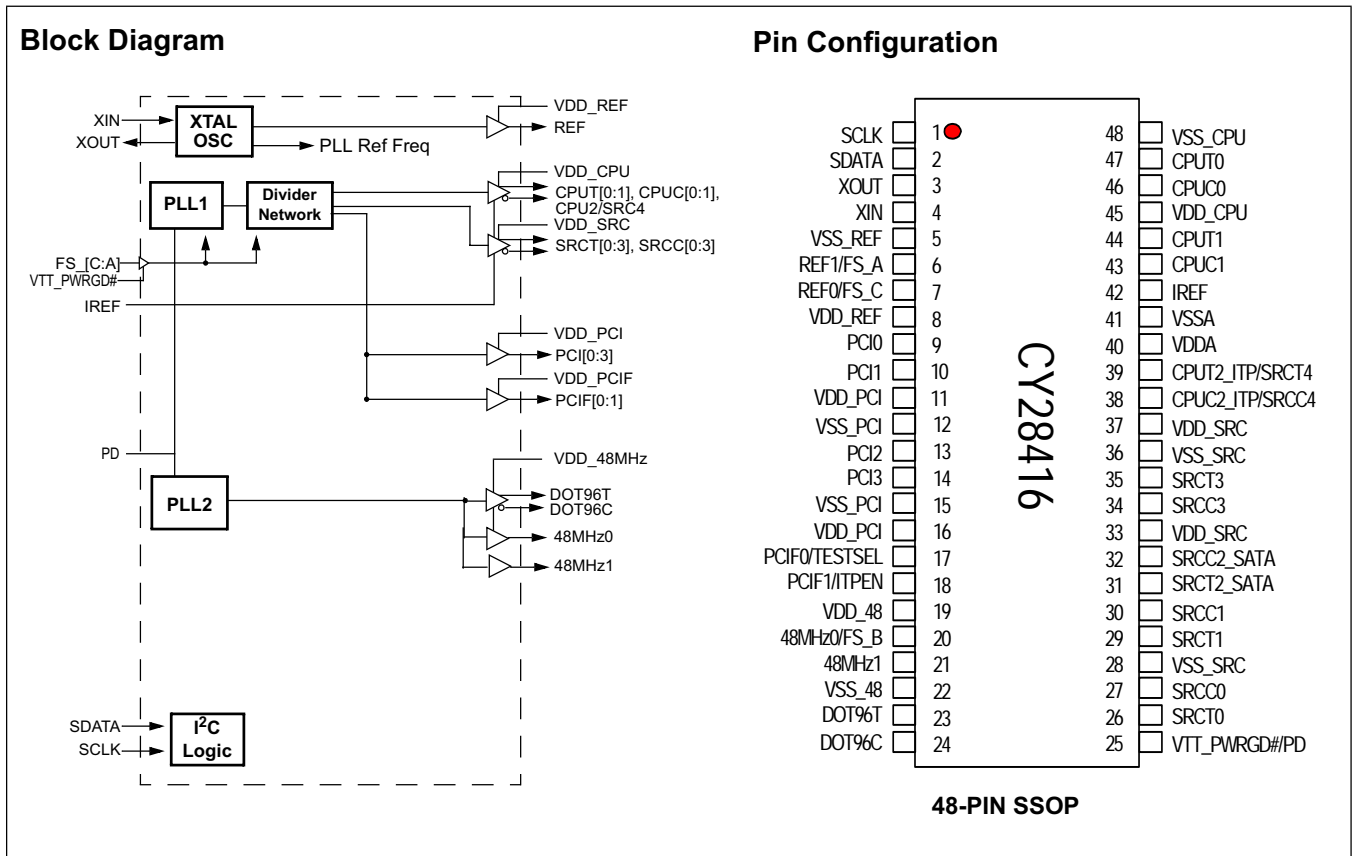 Block Diagram
XIN
XOUT
XTAL
OSC
PLL Ref Freq
VDD_REF
REF
PLL1
Divider
Network
VDD_CPU
CPUT[0:1], CPUC[0:1],
CPU2/SRC4
VDD_SRC
SRCT[0:3], SRCC[0:3]
FS_[C:A]
VTT_PWRGD#
IREF
VDD_PCI
PCI[0:3]
VDD_PCIF
PCIF[0:1]
PD
PLL2
VDD_48MHz
DOT96T
DOT96C
48MHz0
48MHz1
SDATA
SCLK
I2C
Logic
Pin Configuration
SCLK 1
SDATA 2
XOUT 3
XIN 4
VSS_REF 5
REF1/FS_A 6
REF0/FS_C 7
VDD_REF 8
PCI0 9
PCI1 10
VDD_PCI 11
VSS_PCI 12
PCI2 13
PCI3 14
VSS_PCI 15
VDD_PCI 16
PCIF0/TESTSEL 17
PCIF1/ITPEN 18
VDD_48 19
48MHz0/FS_B 20
48MHz1 21
VSS_48 22
DOT96T 23
DOT96C 24
CY28416
48 VSS_CPU
47 CPUT0
46 CPUC0
45 VDD_CPU
44 CPUT1
43 CPUC1
42 IREF
41 VSSA
40 VDDA
39 CPUT2_ITP/SRCT4
38 CPUC2_ITP/SRCC4
37 VDD_SRC
36 VSS_SRC
35 SRCT3
34 SRCC3
33 VDD_SRC
32 SRCC2_SATA
31 SRCT2_SATA
30 SRCC1
29 SRCT1
28 VSS_SRC
27 SRCC0
26 SRCT0
25 VTT_PWRGD#/PD
48-PIN SSOP